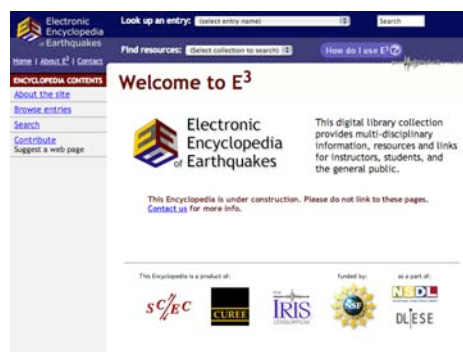 Electronic
Encyclopedia
of Earthquakes
Look up an entry: (select entry name)
Search
Find resources: (Select collection to search)
How do I use E3?
Home | About E3 | Contact
ENCYCLOPEDIA CONTENTS
About the site
Browse entries
Search
Contribute
Suggest a web page
Welcome to E3
Electronic
Encyclopedia
of Earthquakes
This digital library collection
provides multi-disciplinary
information, resources and links
for instructors, students, and
the general public.
This Encyclopedia is under construction. Please do not link to these pages.
Contact us for more info.
This Encyclopedia is a product of:
funded by:
as a part of:
SC/EC
CUREE
IRIS
CONSORTIUM
NSF
NSDL
DLESE